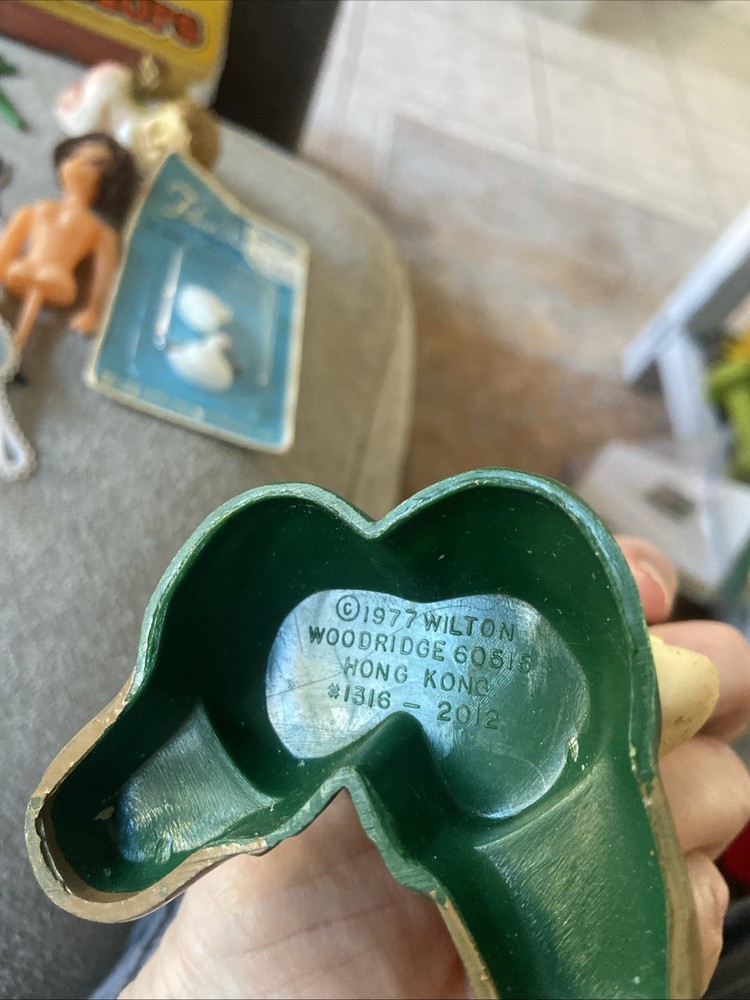 ©1977 WILTON
WOODRIDGE 60515
HONG KONG
#1316 - 2012